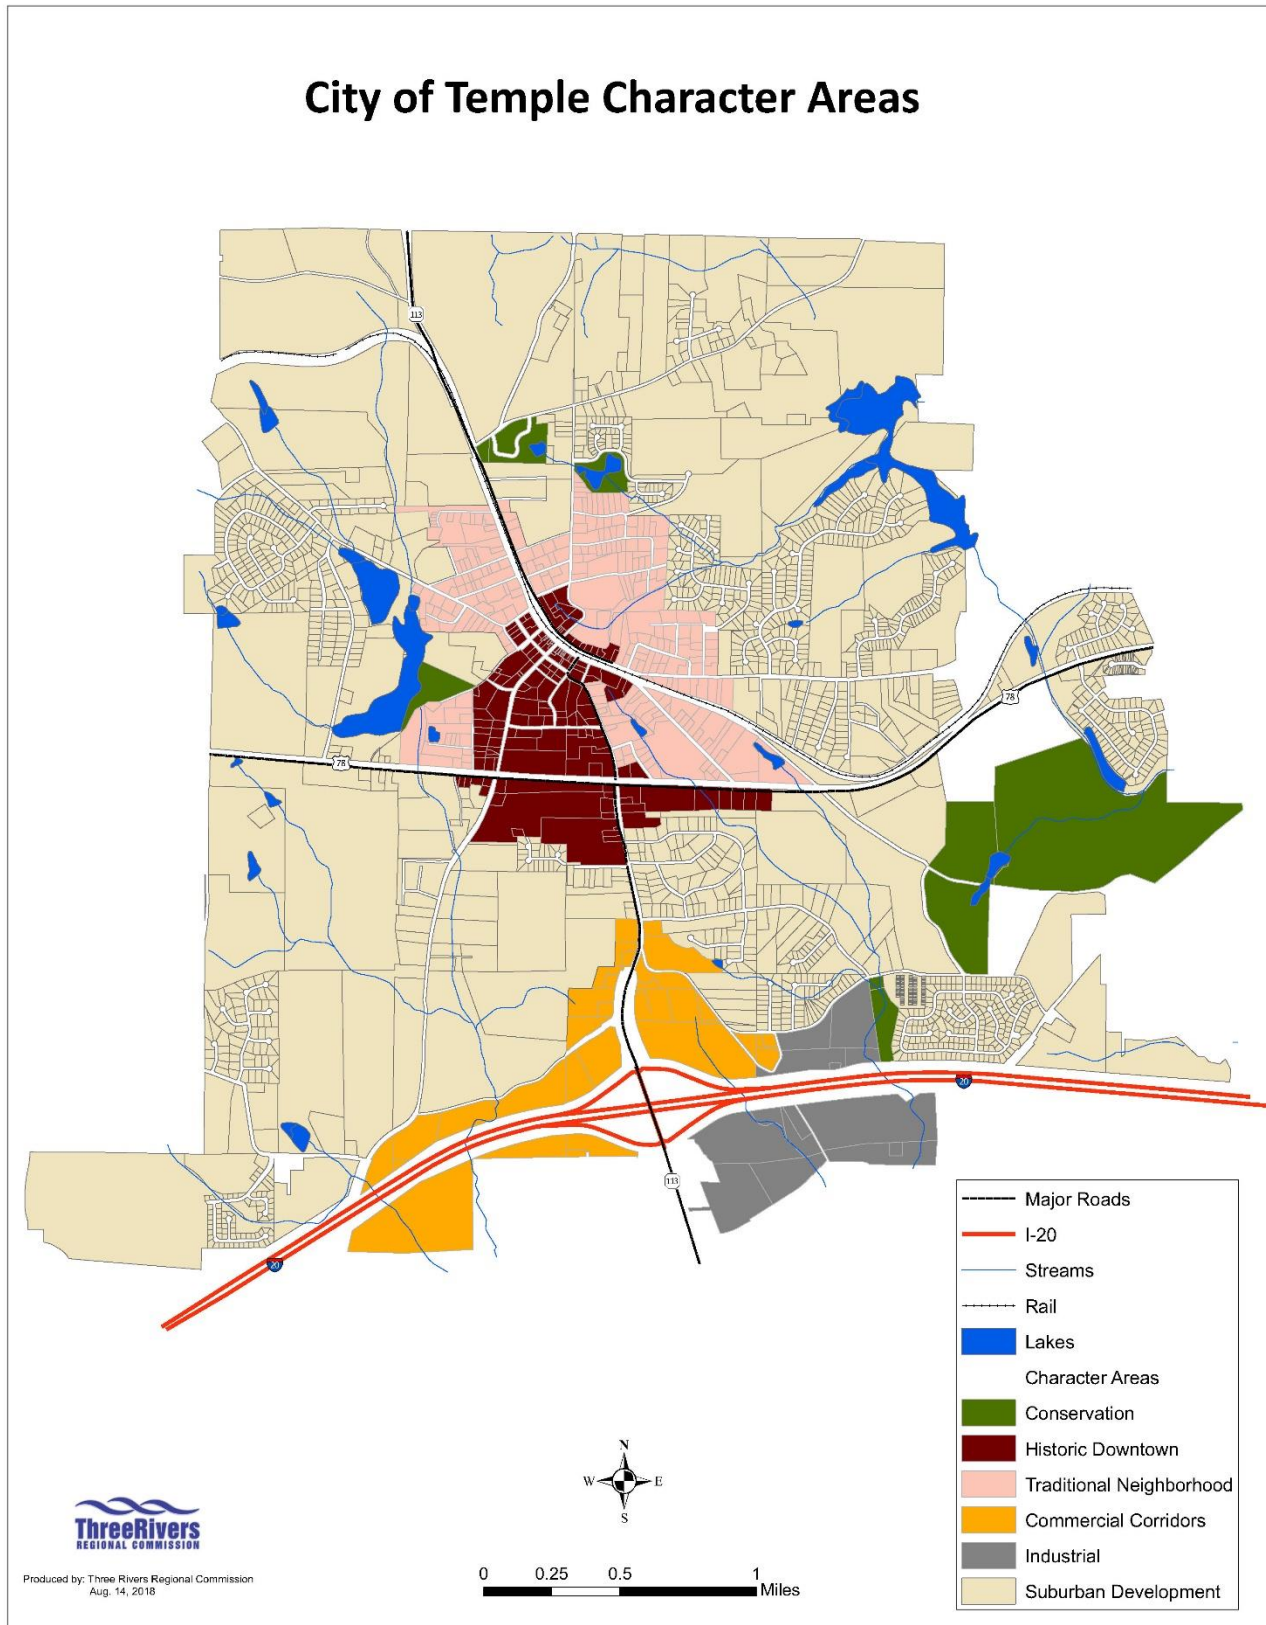 City of Temple Character Areas
113
78
78
20
113
20
Major Roads
I-20
Streams
Rail
Lakes
Character Areas
Conservation
Historic Downtown
Traditional Neighborhood
Commercial Corridors
Industrial
Suburban Development
N
W E
S
ThreeRivers
REGIONAL COMMISSION
Produced by: Three Rivers Regional Commission
Aug. 14, 2018
0 0.25 0.5 1
Miles